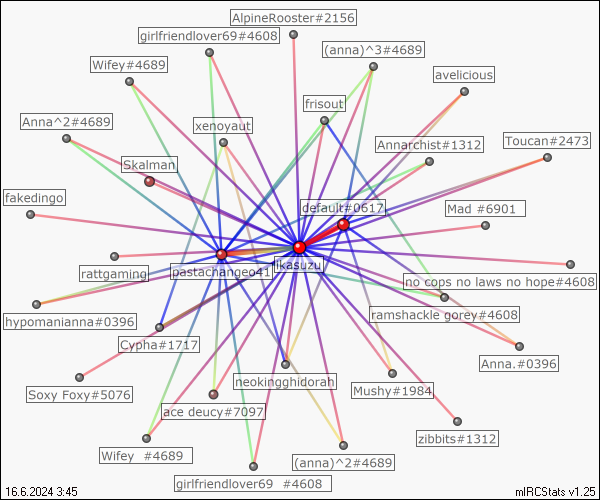 AlpineRooster#2156
girlfriendlover69#4608
(anna)^3#4689
Wifey#4689
avelicious
frisout
Anna^2#4689
xenoyaut
Annarchist#1312
Toucan#2473
Skalman
fakedingo
default#0617
Mad #6901
pastachangeo41
ikasuzu
rattgaming
no cops no laws no hope#4608
hypomanianna#0396
ramshackle gorey#4608
Cypha#1717
Anna.#0396
neokingghidorah
Soxy Foxy#5076
Mushy#1984
ace deucy#7097
zibbits#1312
Wifey #4689
(anna)^2#4689
girlfriendlover69 #4608
16.6.2024 3:45
mIRCStats v1.25